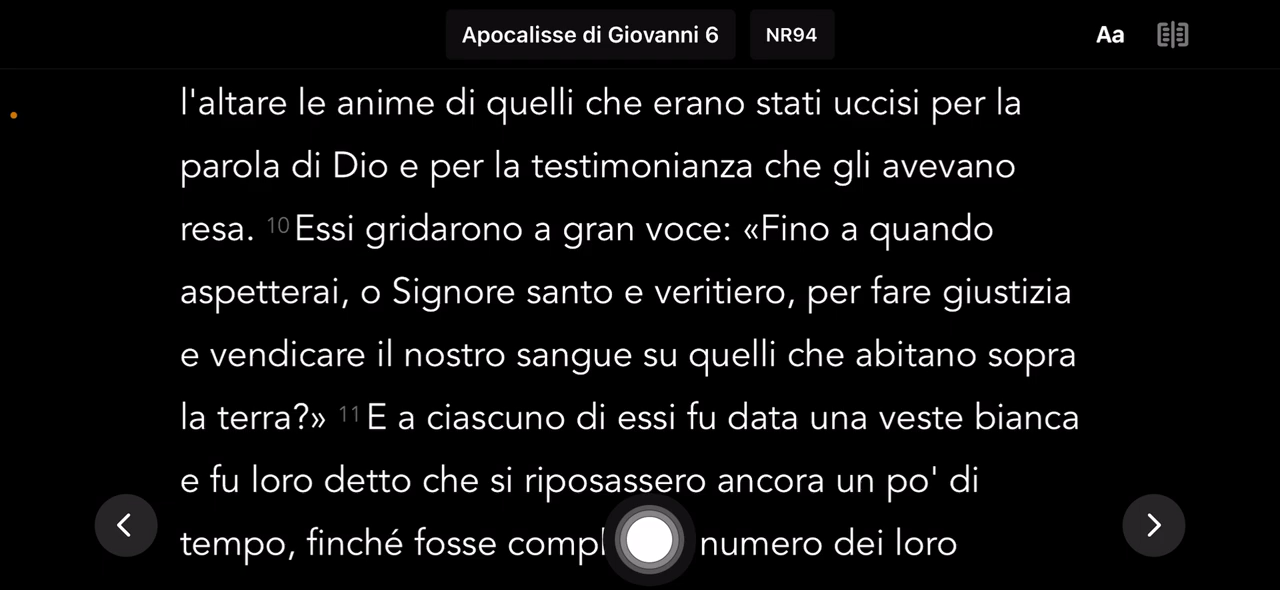 Apocalisse di Giovanni 6 NR94 Aa
l'altare le anime di quelli che erano stati uccisi per la
parola di Dio e per la testimonianza che gli avevano
resa. 10 Essi gridarono a gran voce: «Fino a quando
aspetterai, o Signore santo e veritiero, per fare giustizia
e vendicare il nostro sangue su quelli che abitano sopra
la terra?» 11 E a ciascuno di essi fu data una veste bianca
e fu loro detto che si riposassero ancora un po' di
tempo, finché fosse numero dei loro